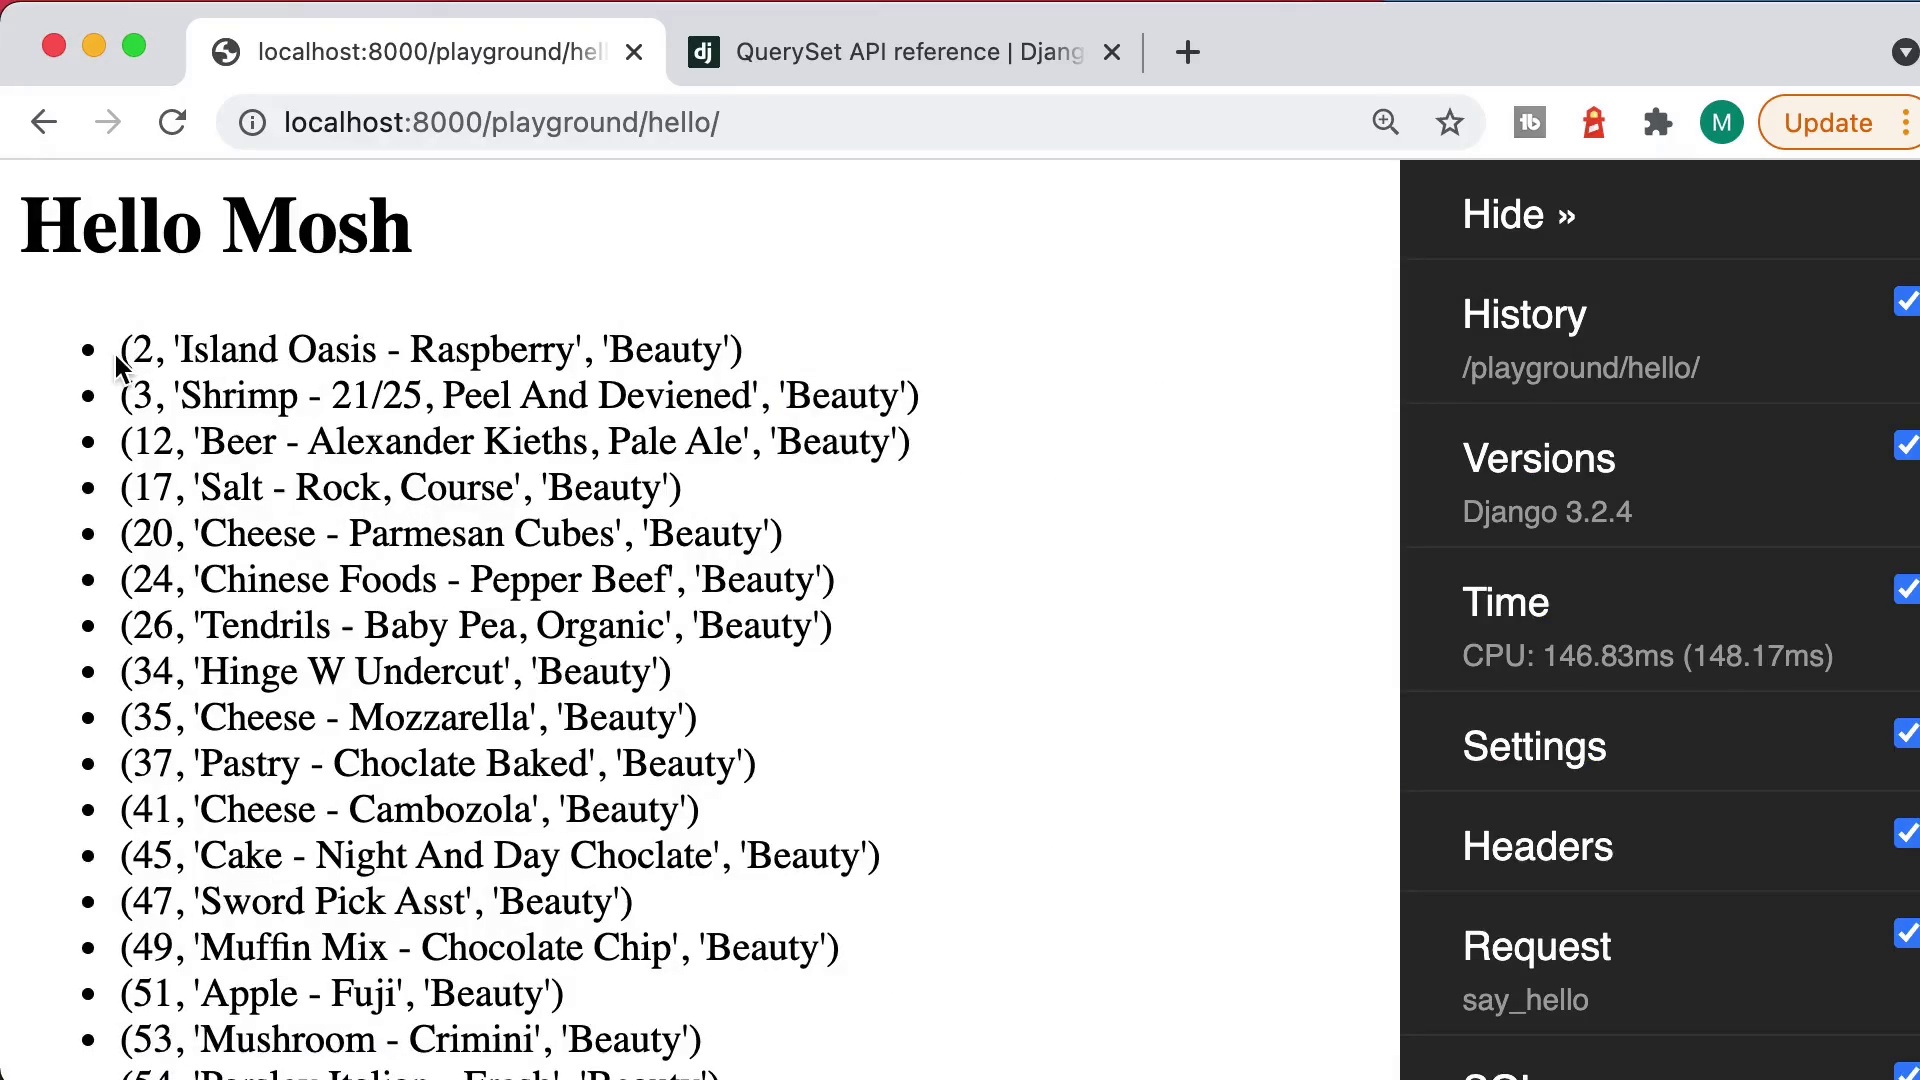 localhost:8000/playground/hel
QuerySet API reference | Djang
localhost:8000/playground/hello/
M
Update
Hello Mosh
• (2, 'Island Oasis - Raspberry', 'Beauty')
• (3, 'Shrimp - 21/25, Peel And Deviened', 'Beauty')
• (12, 'Beer - Alexander Kieths, Pale Ale', 'Beauty')
• (17, 'Salt - Rock, Course', 'Beauty')
• (20, 'Cheese - Parmesan Cubes', 'Beauty')
• (24, 'Chinese Foods - Pepper Beef', 'Beauty')
• (26, 'Tendrils - Baby Pea, Organic', 'Beauty')
• (34, 'Hinge W Undercut', 'Beauty')
• (35, 'Cheese - Mozzarella', 'Beauty')
• (37, 'Pastry - Choclate Baked', 'Beauty')
• (41, 'Cheese - Cambozola', 'Beauty')
• (45, 'Cake - Night And Day Choclate', 'Beauty')
• (47, 'Sword Pick Asst', 'Beauty')
• (49, 'Muffin Mix - Chocolate Chip', 'Beauty')
• (51, 'Apple - Fuji', 'Beauty')
• (53, 'Mushroom - Crimini', 'Beauty')
Hide »
History
/playground/hello/
Versions
Django 3.2.4
Time
CPU: 146.83ms (148.17ms)
Settings
Headers
Request
say_hello